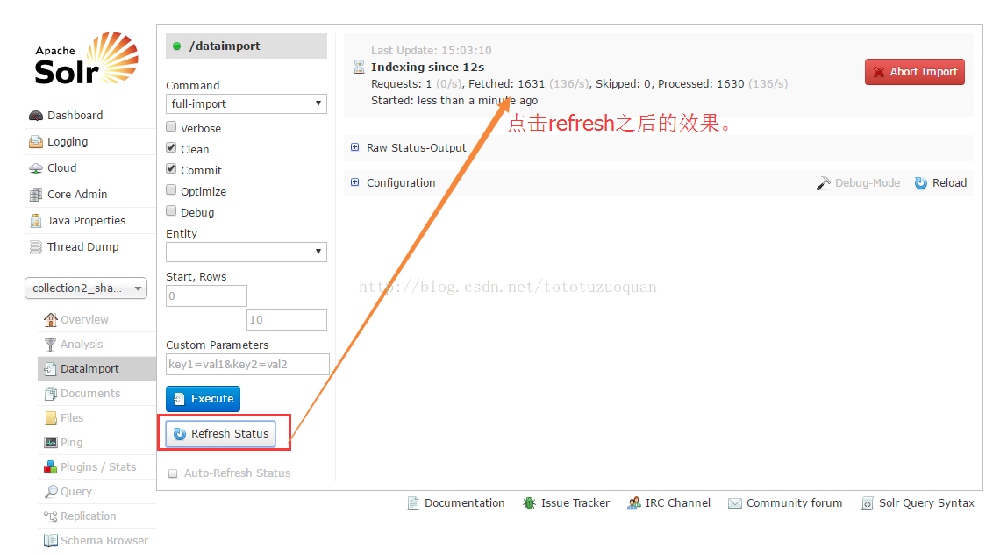 Apache
Solr
Dashboard
Logging
Cloud
Core Admin
Java Properties
Thread Dump
collection2_sha...
Overview
Analysis
Dataimport
Documents
Files
Ping
Plugins / Stats
Query
Replication
Schema Browser
/dataimport
Command
full-import
Verbose
Clean
Commit
Optimize
Debug
Entity
Start, Rows
0
10
Custom Parameters
key1=val1&key2=val2
Execute
Refresh Status
Auto-Refresh Status
Last Update: 15:03:10
Indexing since 12s
Requests: 1 (0/s), Fetched: 1631 (136/s), Skipped: 0, Processed: 1630 (136/s)
Started: less than a minute ago
Abort Import
点击refresh之后的效果。
Raw Status-Output
Configuration
Debug-Mode
Reload
http://blog.csdn.net/tototuzuoquan
Documentation
Issue Tracker
IRC Channel
Community forum
Solr Query Syntax